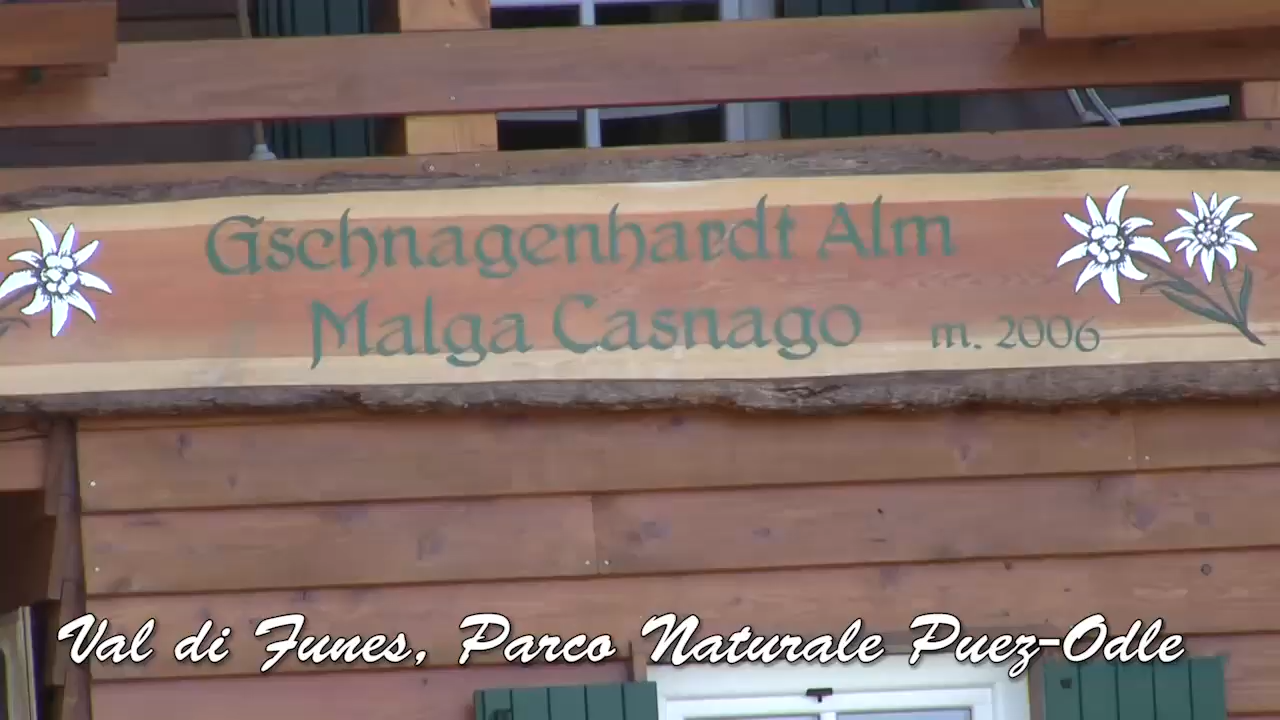 Gschnagenhardt Alm
Malga Casnago m. 2006
Val di Funes, Parco Naturale Puez-Odle